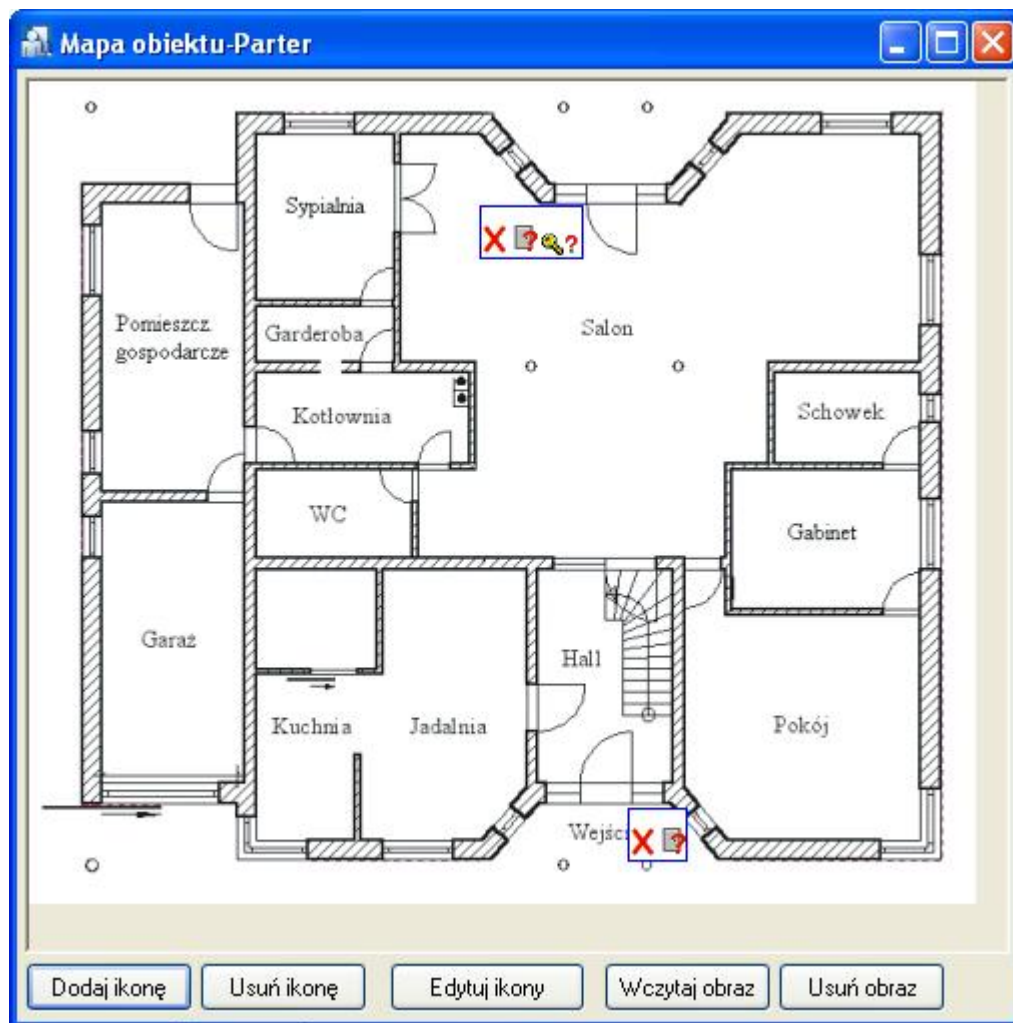 Mapa obiektu-Parter
Sypialnia
Pomieszcz.
gospodarcze
Garderoba
Salon
Kotłownia
Schowek
WC
Gabinet
Garaż
Hall
Kuchnia
Jadalnia
Pokój
Wejści
Dodaj ikonę
Usuń ikonę
Edytuj ikony
Wczytaj obraz
Usuń obraz